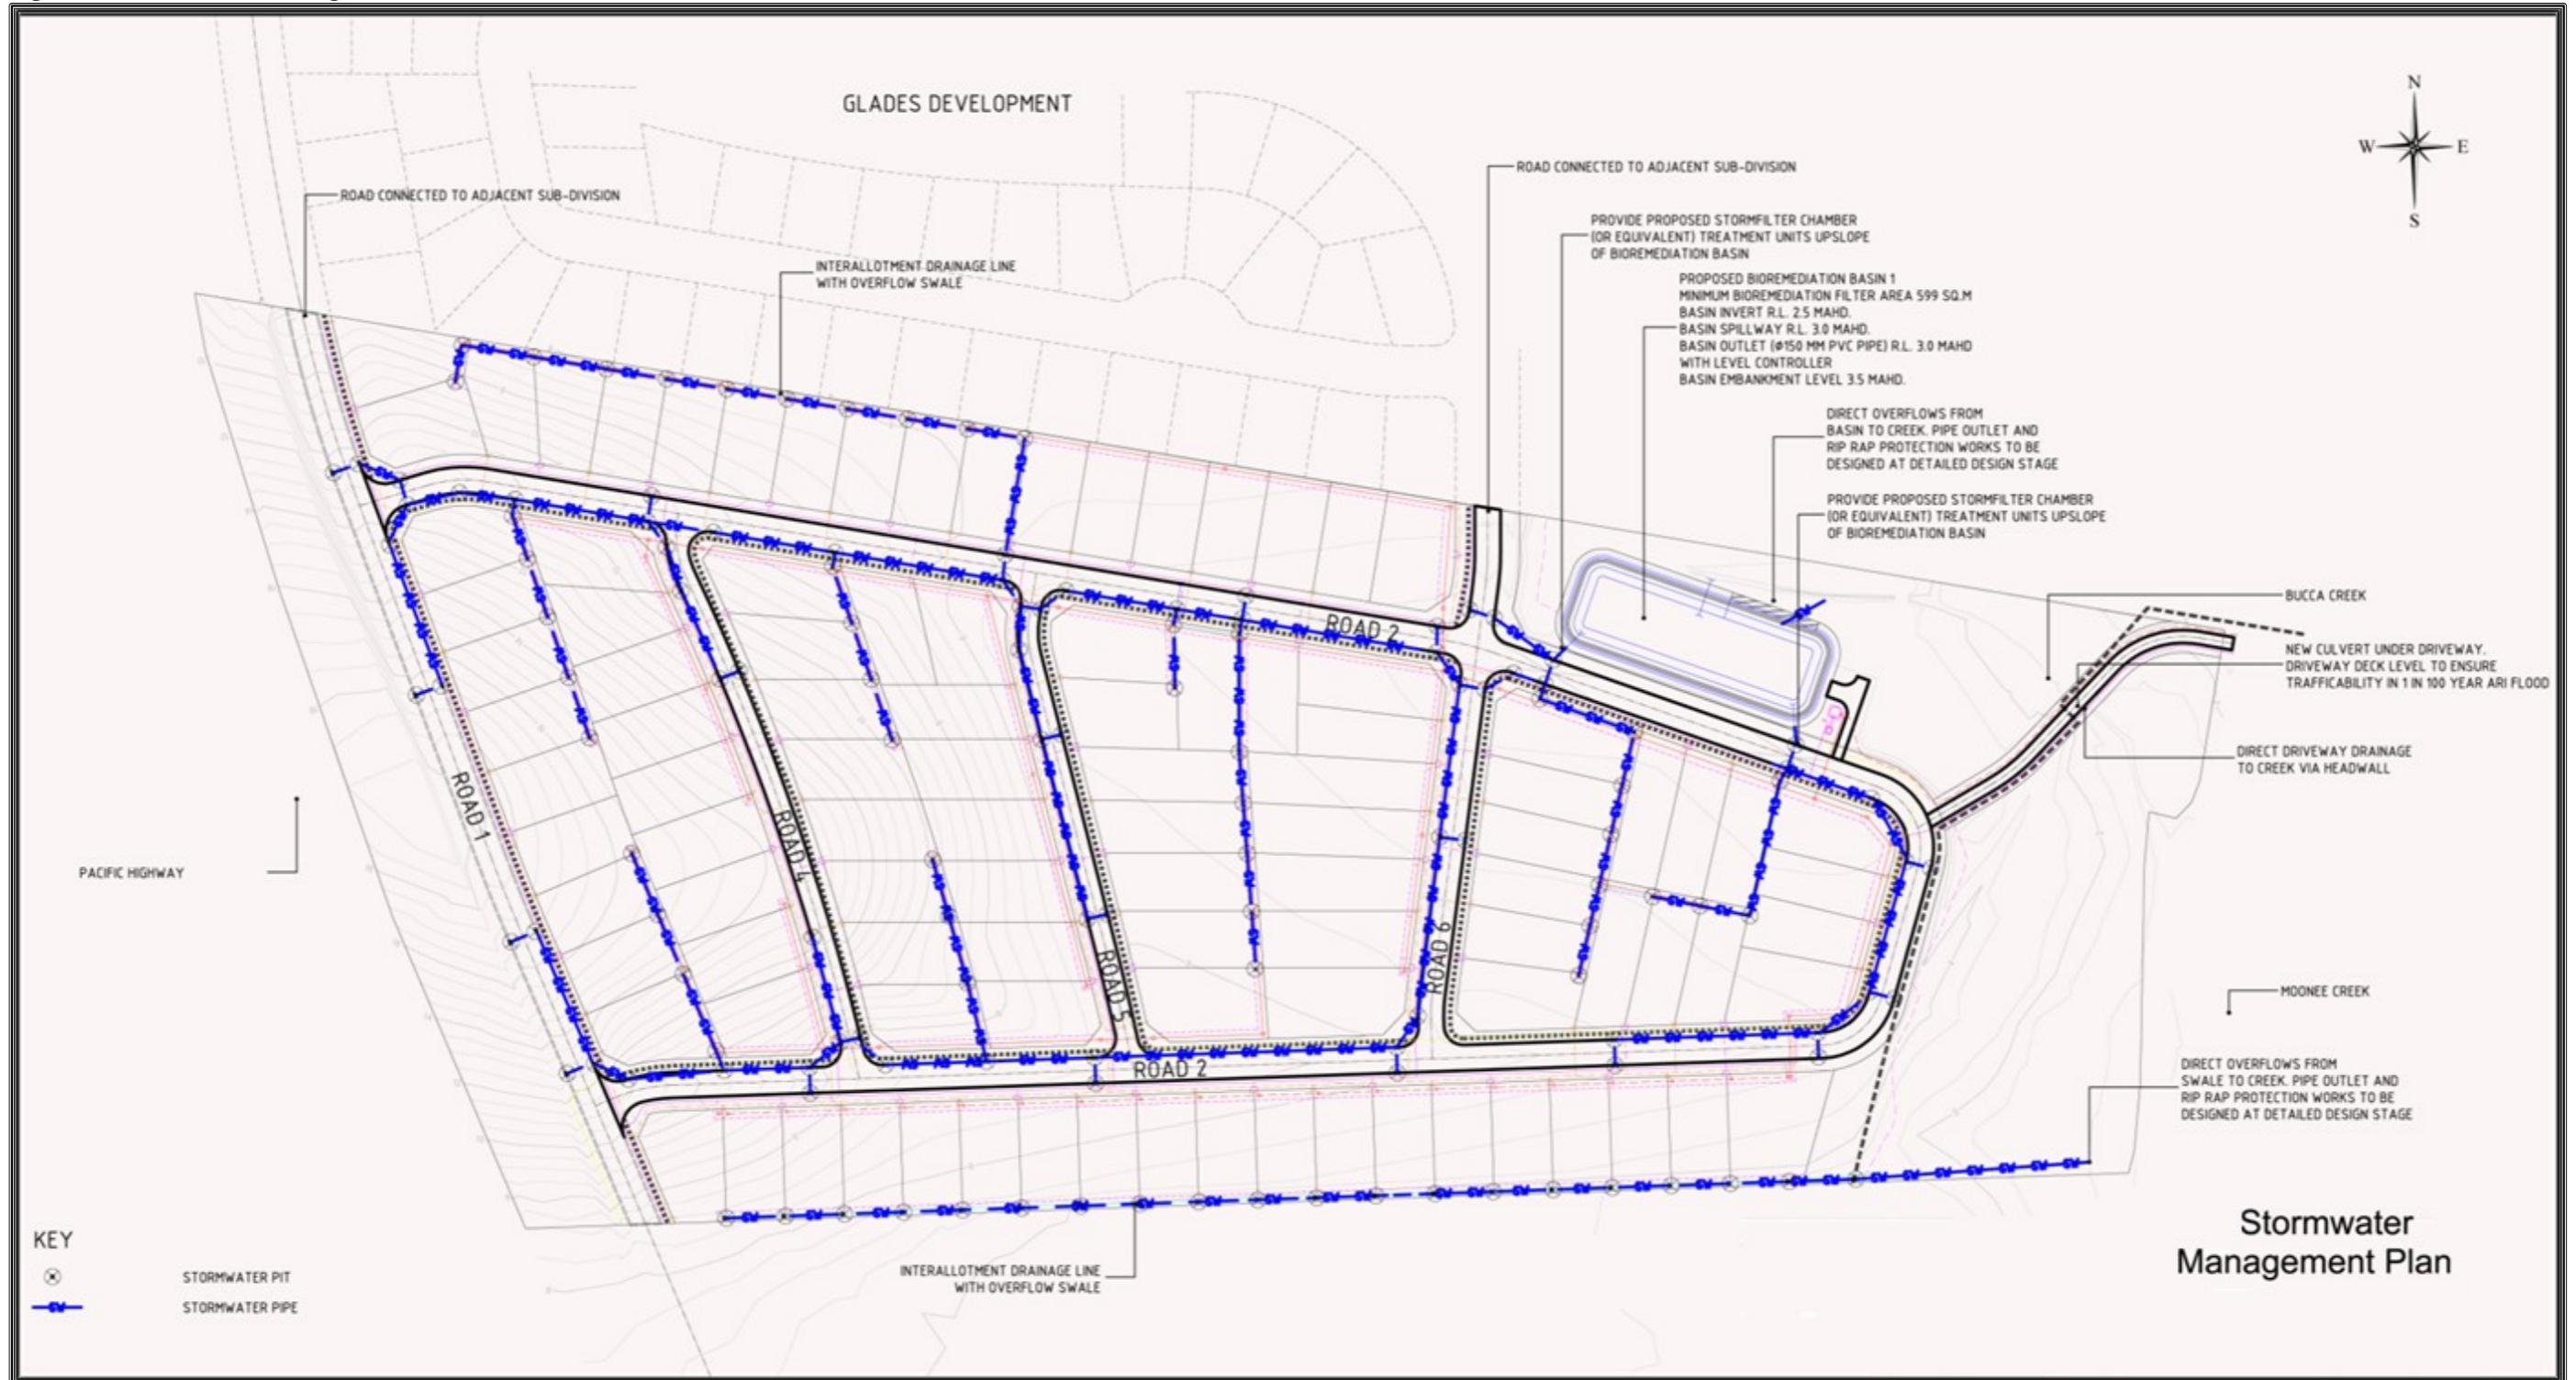 GLADES DEVELOPMENT
N
W
E
S
ROAD CONNECTED TO ADJACENT SUB-DIVISION
ROAD CONNECTED TO ADJACENT SUB-DIVISION
INTERALLOTMENT DRAINAGE LINE
WITH OVERFLOW SWALE
PROVIDE PROPOSED STORMFILTER CHAMBER
(OR EQUIVALENT) TREATMENT UNITS UPSLOPE
OF BIOREMEDIATION BASIN
PROPOSED BIOREMEDIATION BASIN 1
MINIMUM BIOREMEDIATION FILTER AREA 599 SQ.M
BASIN INVERT R.L. 2.5 MAHD.
BASIN SPILLWAY R.L. 3.0 MAHD.
BASIN OUTLET (Ø150 MM PVC PIPE) R.L. 3.0 MAHD
WITH LEVEL CONTROLLER
BASIN EMBANKMENT LEVEL 3.5 MAHD.
DIRECT OVERFLOWS FROM
BASIN TO CREEK. PIPE OUTLET AND
RIP RAP PROTECTION WORKS TO BE
DESIGNED AT DETAILED DESIGN STAGE
PROVIDE PROPOSED STORMFILTER CHAMBER
(OR EQUIVALENT) TREATMENT UNITS UPSLOPE
OF BIOREMEDIATION BASIN
BUCCA CREEK
NEW CULVERT UNDER DRIVEWAY.
DRIVEWAY DECK LEVEL TO ENSURE
TRAFFICABILITY IN 1 IN 100 YEAR ARI FLOOD
DIRECT DRIVEWAY DRAINAGE
TO CREEK VIA HEADWALL
ROAD 2
ROAD 1
ROAD 4
ROAD 5
ROAD 6
ROAD 2
PACIFIC HIGHWAY
MOONEE CREEK
DIRECT OVERFLOWS FROM
SWALE TO CREEK. PIPE OUTLET AND
RIP RAP PROTECTION WORKS TO BE
DESIGNED AT DETAILED DESIGN STAGE
INTERALLOTMENT DRAINAGE LINE
WITH OVERFLOW SWALE
KEY
STORMWATER PIT
SW STORMWATER PIPE
Stormwater
Management Plan